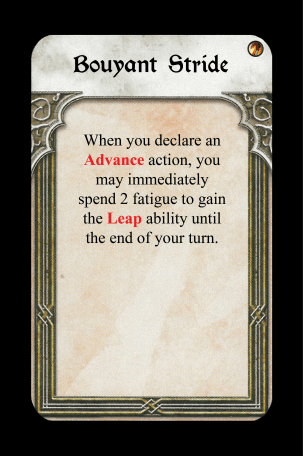 Bouyant Stride
When you declare an
Advance action, you
may immediately
spend 2 fatigue to gain
the Leap ability until
the end of your turn.